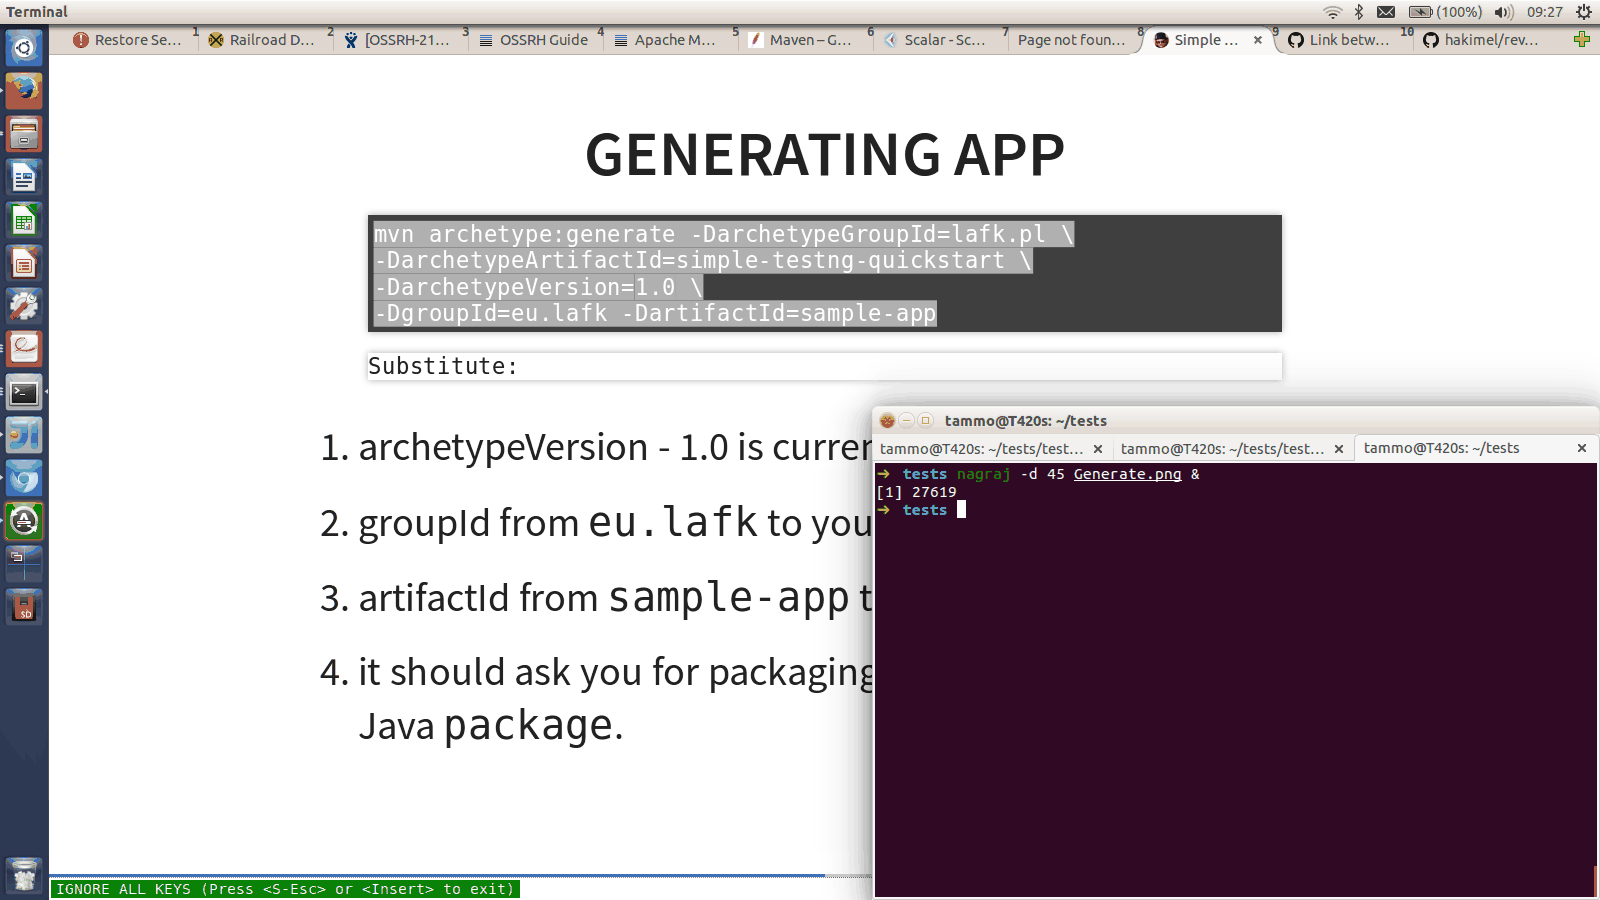 Terminal
(100%) 09:27
Restore Se... 1 Railroad D... 2 [OSSRH-21... 3 OSSRH Guide 4 Apache M... 5 Maven – G... 6 Scalar - Sc... 7 Page not foun... 8 Simple ... 9 Link betw... 10 hakimel/rev...
GENERATING APP
mvn archetype:generate -DarchetypeGroupId=lafk.pl \
-DarchetypeArtifactId=simple-testng-quickstart \
-DarchetypeVersion=1.0 \
-DgroupId=eu.lafk -DartifactId=sample-app
Substitute:
1. archetypeVersion - 1.0 is curren
2. groupId from eu.lafk to you
3. artifactId from sample-app t
4. it should ask you for packaging
Java package.
tammo@T420s: ~/tests
tammo@T420s: ~/tests/test... tammo@T420s: ~/tests/test... tammo@T420s: ~/tests
➜ tests nagraj -d 45 Generate.png &
[1] 27619
➜ tests
IGNORE ALL KEYS (Press <S-Esc> or <Insert> to exit)